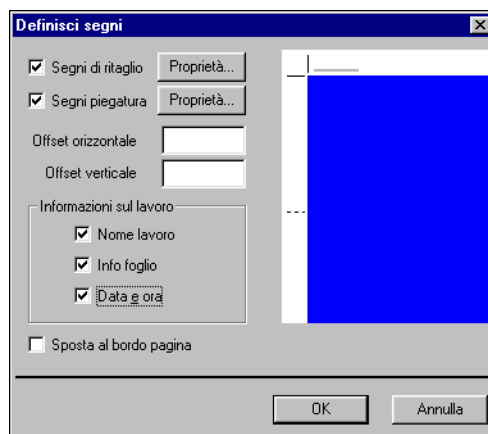 Definisci segni
Segni di ritaglio Proprietà...
Segni piegatura Proprietà...
Offset orizzontale
Offset verticale
Informazioni sul lavoro
Nome lavoro
Info foglio
Data e ora
Sposta al bordo pagina
OK Annulla